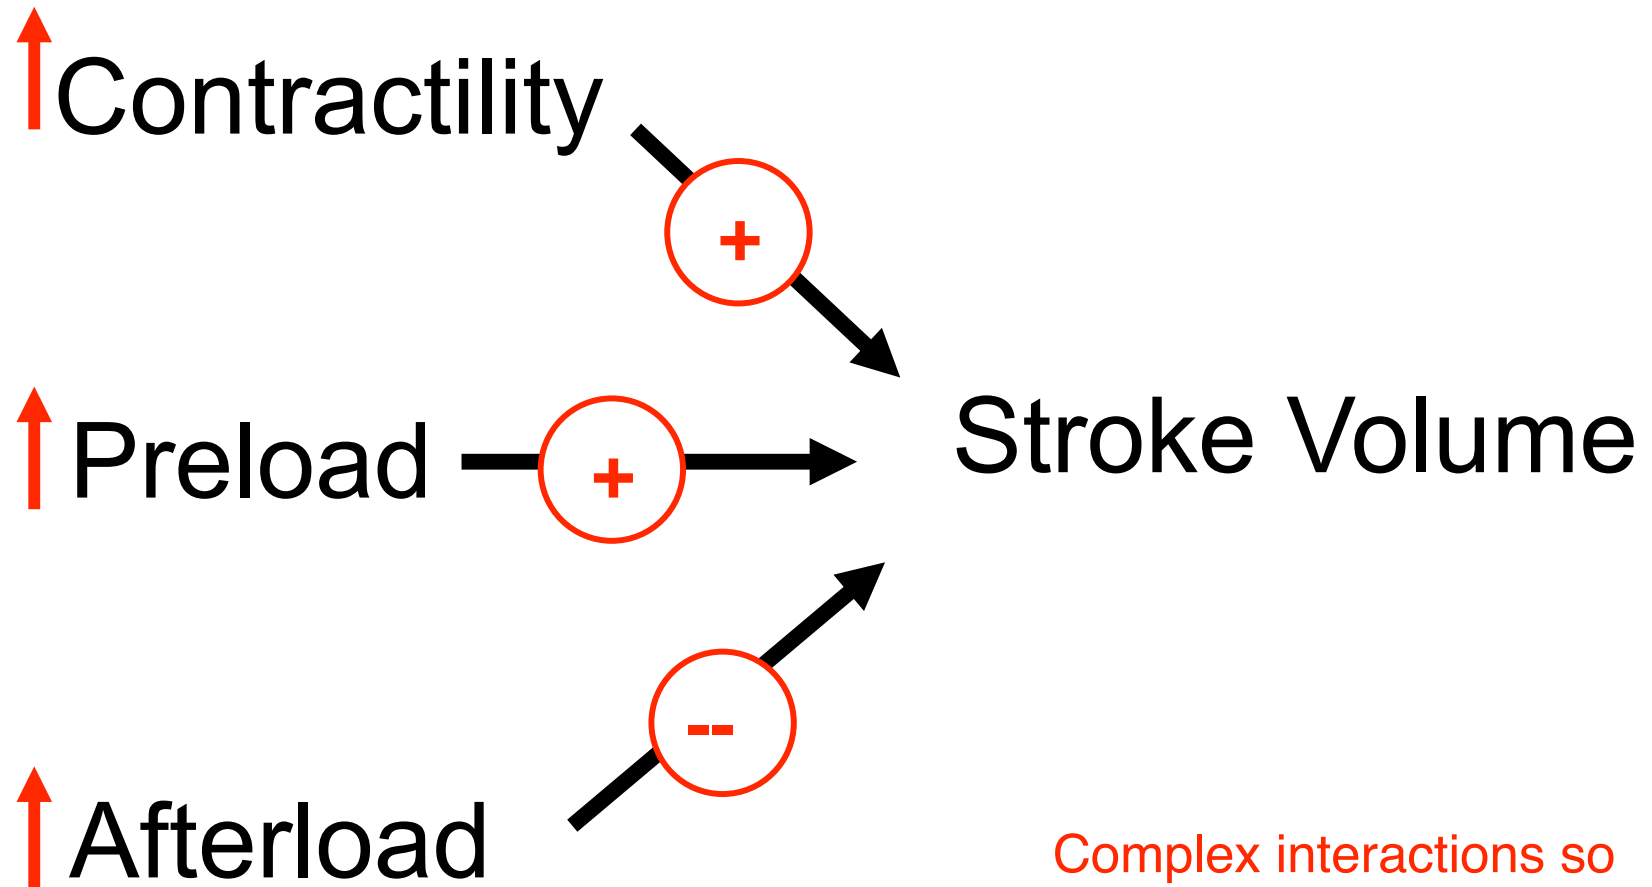 Contractility
+
Preload
+
Stroke Volume
--
Afterload
Complex interactions so